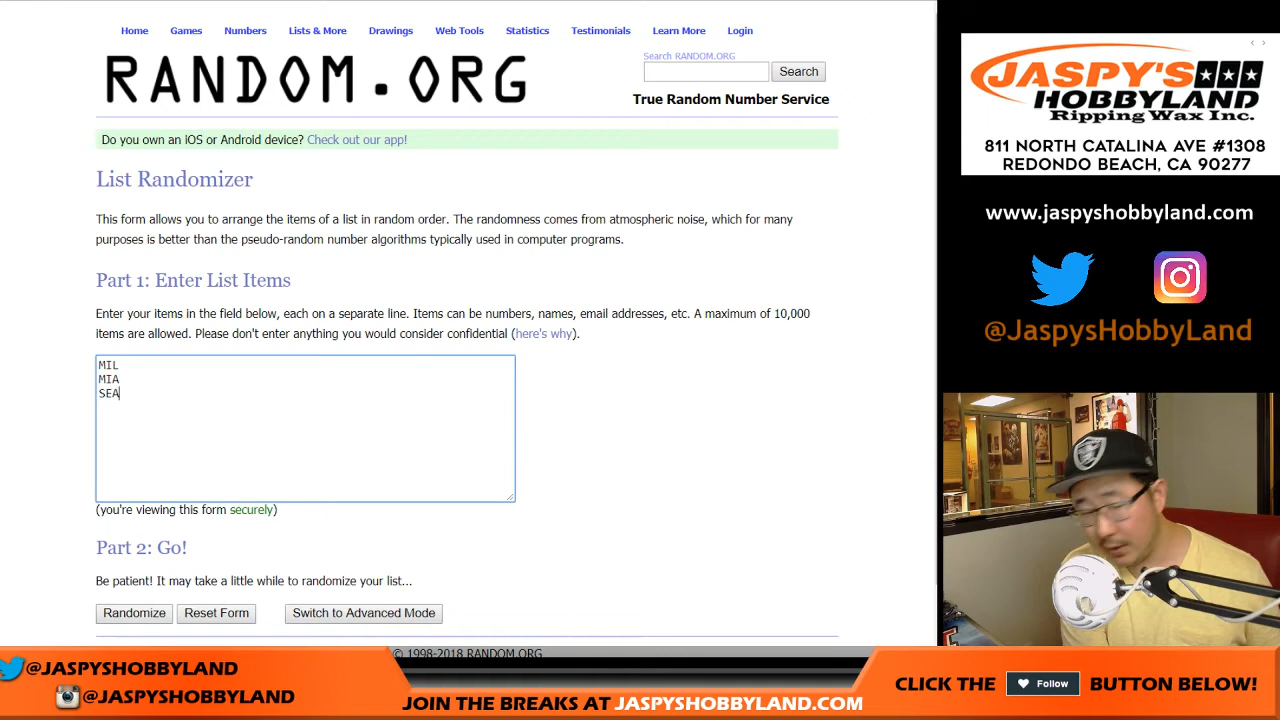 Home Games Numbers Lists & More Drawings Web Tools Statistics Testimonials Learn More Login
RANDOM.ORG
Search RANDOM.ORG
Search
True Random Number Service
Do you own an iOS or Android device? Check out our app!
List Randomizer
This form allows you to arrange the items of a list in random order. The randomness comes from atmospheric noise, which for many
purposes is better than the pseudo-random number algorithms typically used in computer programs.
Part 1: Enter List Items
Enter your items in the field below, each on a separate line. Items can be numbers, names, email addresses, etc. A maximum of 10,000
items are allowed. Please don't enter anything you would consider confidential (here's why).
MIL
MIA
SEA
(you're viewing this form securely)
Part 2: Go!
Be patient! It may take a little while to randomize your list...
Randomize Reset Form Switch to Advanced Mode
© 1998-2018 RANDOM.ORG
JASPY'S
HOBBYLAND
Ripping Wax Inc.
811 NORTH CATALINA AVE #1308
REDONDO BEACH, CA 90277
www.jaspyshobbyland.com
@JaspysHobbyLand
@JASPYSHOBBYLAND
@JASPYSHOBBYLAND
JOIN THE BREAKS AT JASPYSHOBBYLAND.COM
CLICK THE Follow BUTTON BELOW!